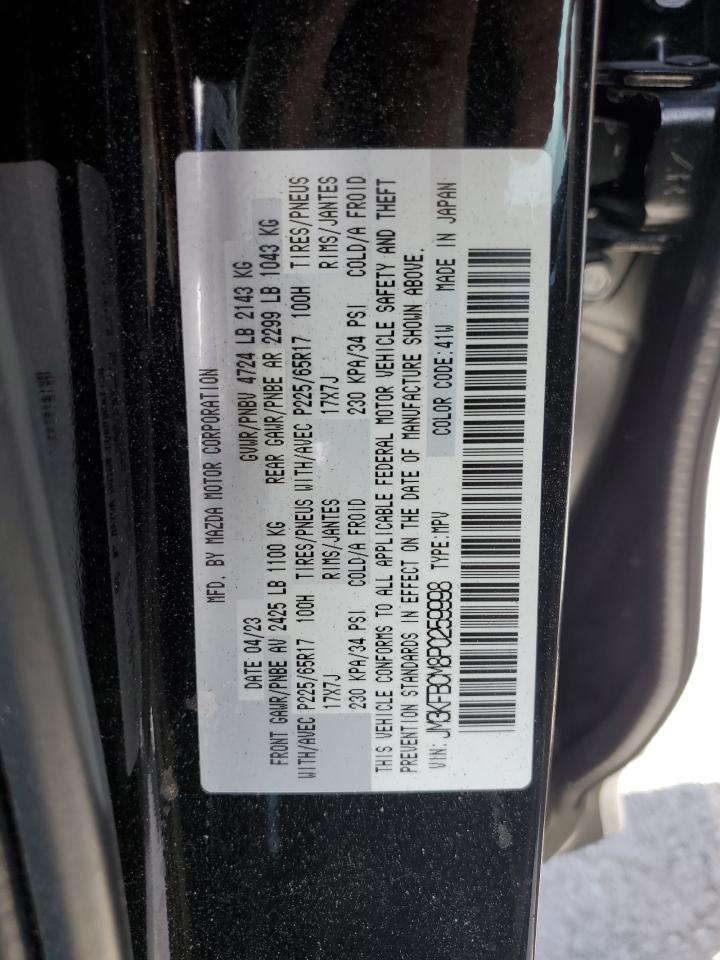 MFD. BY MAZDA MOTOR CORPORATION
DATE 04/23 GVWR/PNBV 4724 LB 2143 KG
FRONT GAWR/PNBE AV 2425 LB 1100 KG REAR GAWR/PNBE AR 2299 LB 1043 KG
WITH/AVEC P225/65R17 100H TIRES/PNEUS WITH/AVEC P225/65R17 100H TIRES/PNEUS
17X7J RIMS/JANTES 17X7J RIMS/JANTES
230 KPA/34 PSI COLD/A FROID 230 KPA/34 PSI COLD/A FROID
THIS VEHICLE CONFORMS TO ALL APPLICABLE FEDERAL MOTOR VEHICLE SAFETY AND THEFT
PREVENTION STANDARDS IN EFFECT ON THE DATE OF MANUFACTURE SHOWN ABOVE.
VIN: JM3KFBCM8P0259998 TYPE:MPV COLOR CODE:41W MADE IN JAPAN